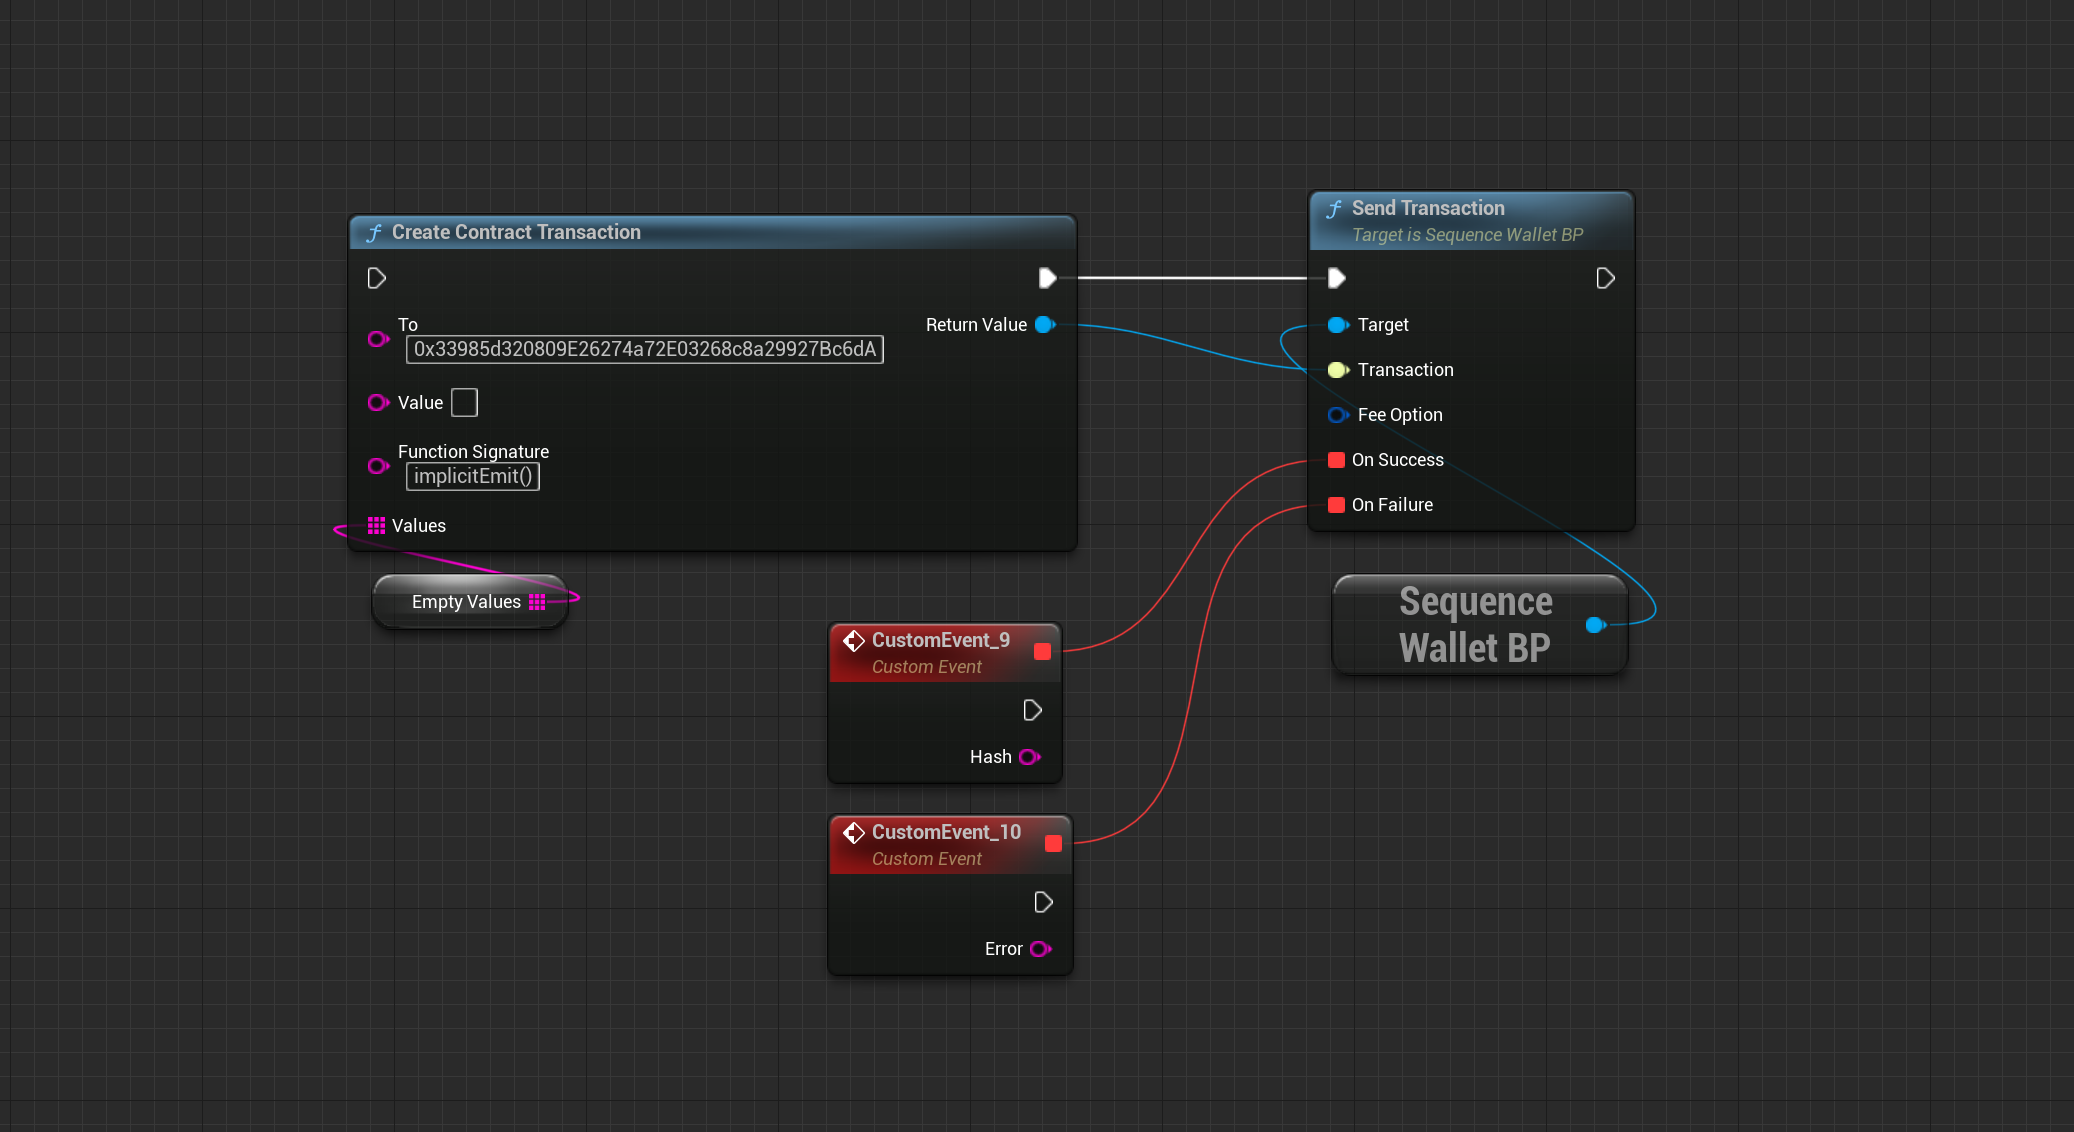 Create Contract Transaction
To
0x33985d320809E26274a72E03268c8a29927Bc6dA
Return Value
Value
Function Signature
implicitEmit()
Values
Empty Values
Send Transaction
Target is Sequence Wallet BP
Target
Transaction
Fee Option
On Success
On Failure
Sequence
Wallet BP
CustomEvent_9
Custom Event
Hash
CustomEvent_10
Custom Event
Error